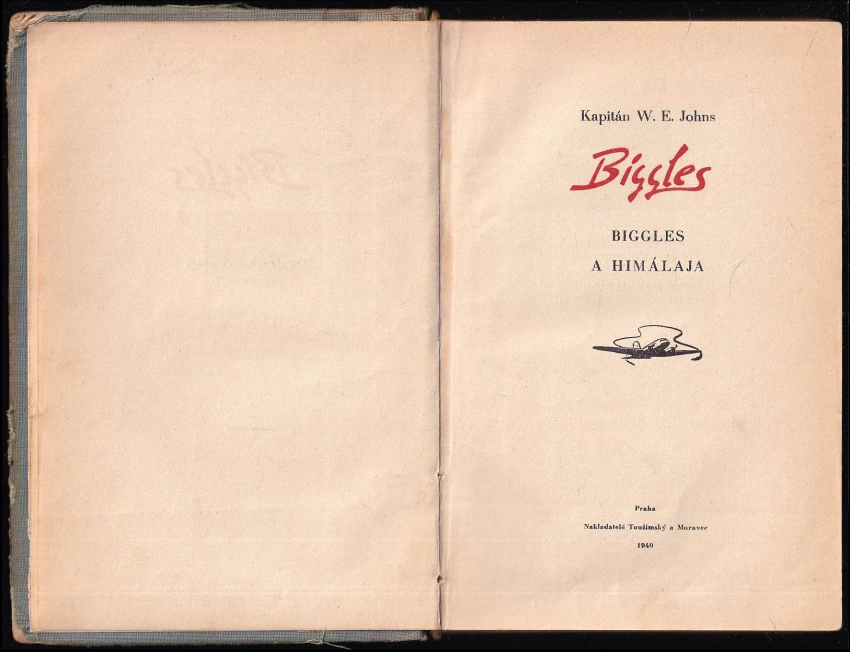 Kapitán W. E. Johns
Biggles
BIGGLES
A HIMÁLAJA
Praha
Nakladatelé Toužimský a Moravec
1940